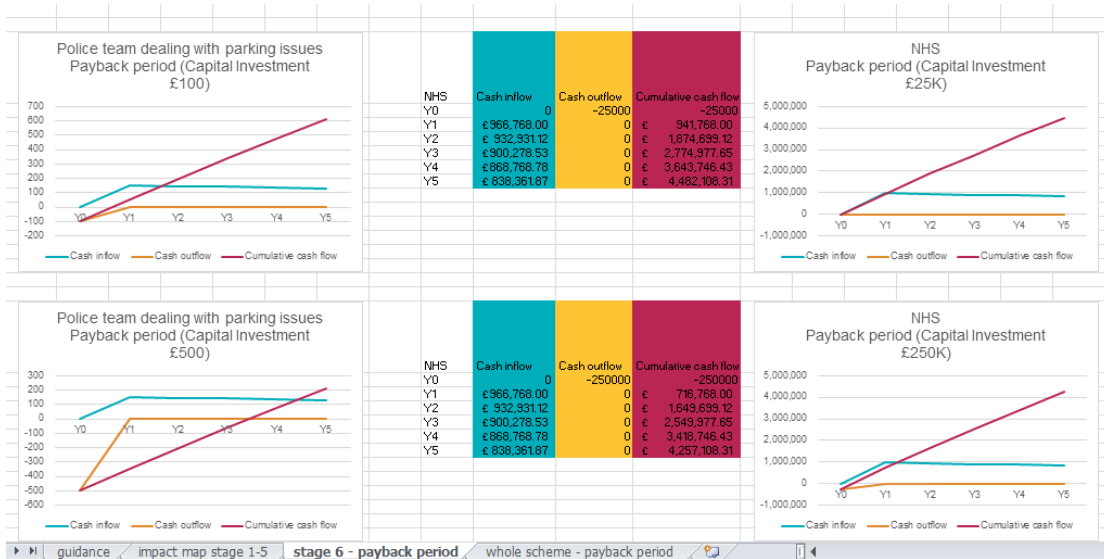 Police team dealing with parking issues
Payback period (Capital Investment
£100)
700
600
500
400
300
200
100
0
-100
-200
Y0 Y1 Y2 Y3 Y4 Y5
Cash inflow Cash outflow Cumulative cash flow
NHS Cash inflow Cash outflow Cumulative cash flow
Y0 0 -25000 -25000
Y1 £966,768.00 0 £ 941,768.00
Y2 £ 932,931.12 0 £ 1,874,699.12
Y3 £900,278.53 0 £ 2,774,977.65
Y4 £868,768.78 0 £ 3,643,746.43
Y5 £ 838,361.87 0 £ 4,482,108.31
NHS
Payback period (Capital Investment
£25K)
5,000,000
4,000,000
3,000,000
2,000,000
1,000,000
0
-1,000,000
Y0 Y1 Y2 Y3 Y4 Y5
Cash inflow Cash outflow Cumulative cash flow
Police team dealing with parking issues
Payback period (Capital Investment
£500)
300
200
100
0
-100
-200
-300
-400
-500
-600
Y0 Y1 Y2 Y3 Y4 Y5
Cash inflow Cash outflow Cumulative cash flow
NHS Cash inflow Cash outflow Cumulative cash flow
Y0 0 -250000 -250000
Y1 £966,768.00 0 £ 716,768.00
Y2 £ 932,931.12 0 £ 1,649,699.12
Y3 £900,278.53 0 £ 2,549,977.65
Y4 £868,768.78 0 £ 3,418,746.43
Y5 £ 838,361.87 0 £ 4,257,108.31
NHS
Payback period (Capital Investment
£250K)
5,000,000
4,000,000
3,000,000
2,000,000
1,000,000
0
-1,000,000
Y0 Y1 Y2 Y3 Y4 Y5
Cash inflow Cash outflow Cumulative cash flow
guidance impact map stage 1-5 stage 6 - payback period whole scheme - payback period